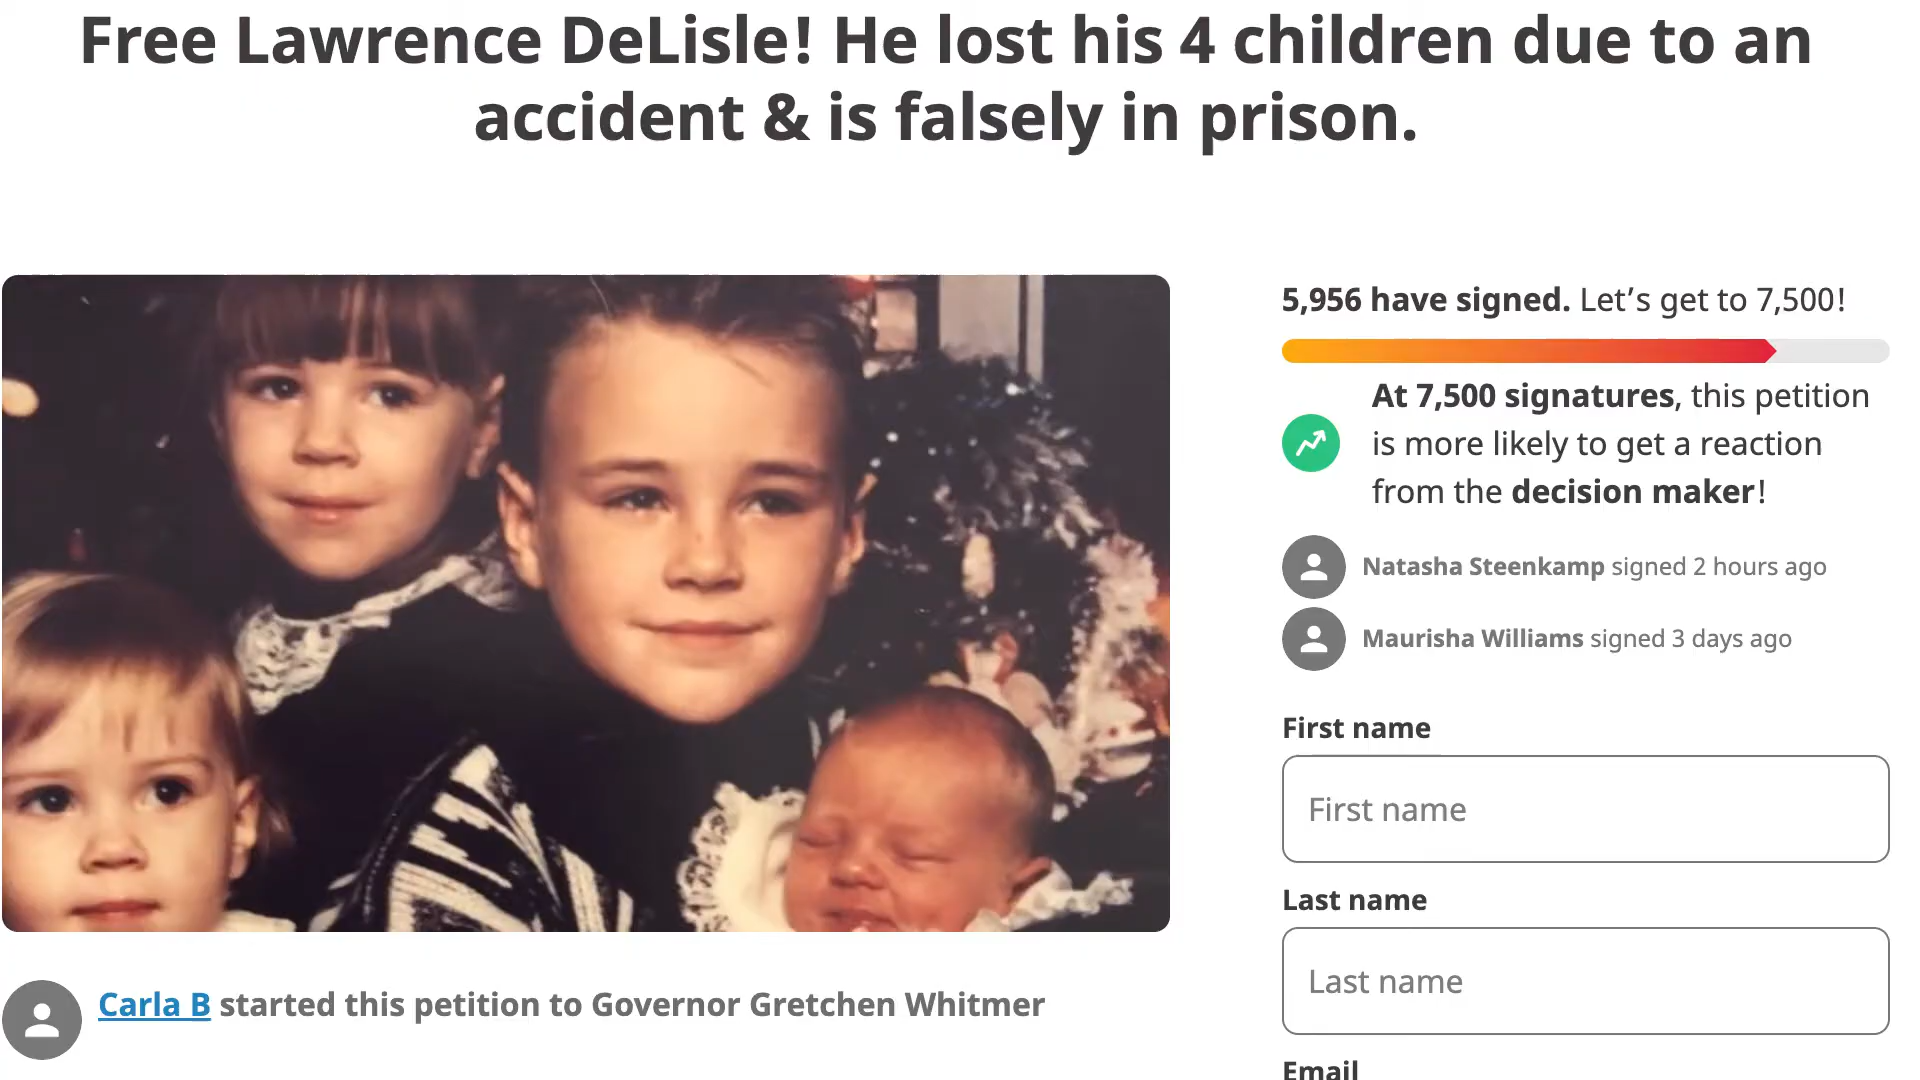 Free Lawrence DeLisle! He lost his 4 children due to an
accident & is falsely in prison.
5,956 have signed. Let’s get to 7,500!
At 7,500 signatures, this petition
is more likely to get a reaction
from the decision maker!
Natasha Steenkamp signed 2 hours ago
Maurisha Williams signed 3 days ago
First name
First name
Last name
Last name
Email
Carla B started this petition to Governor Gretchen Whitmer